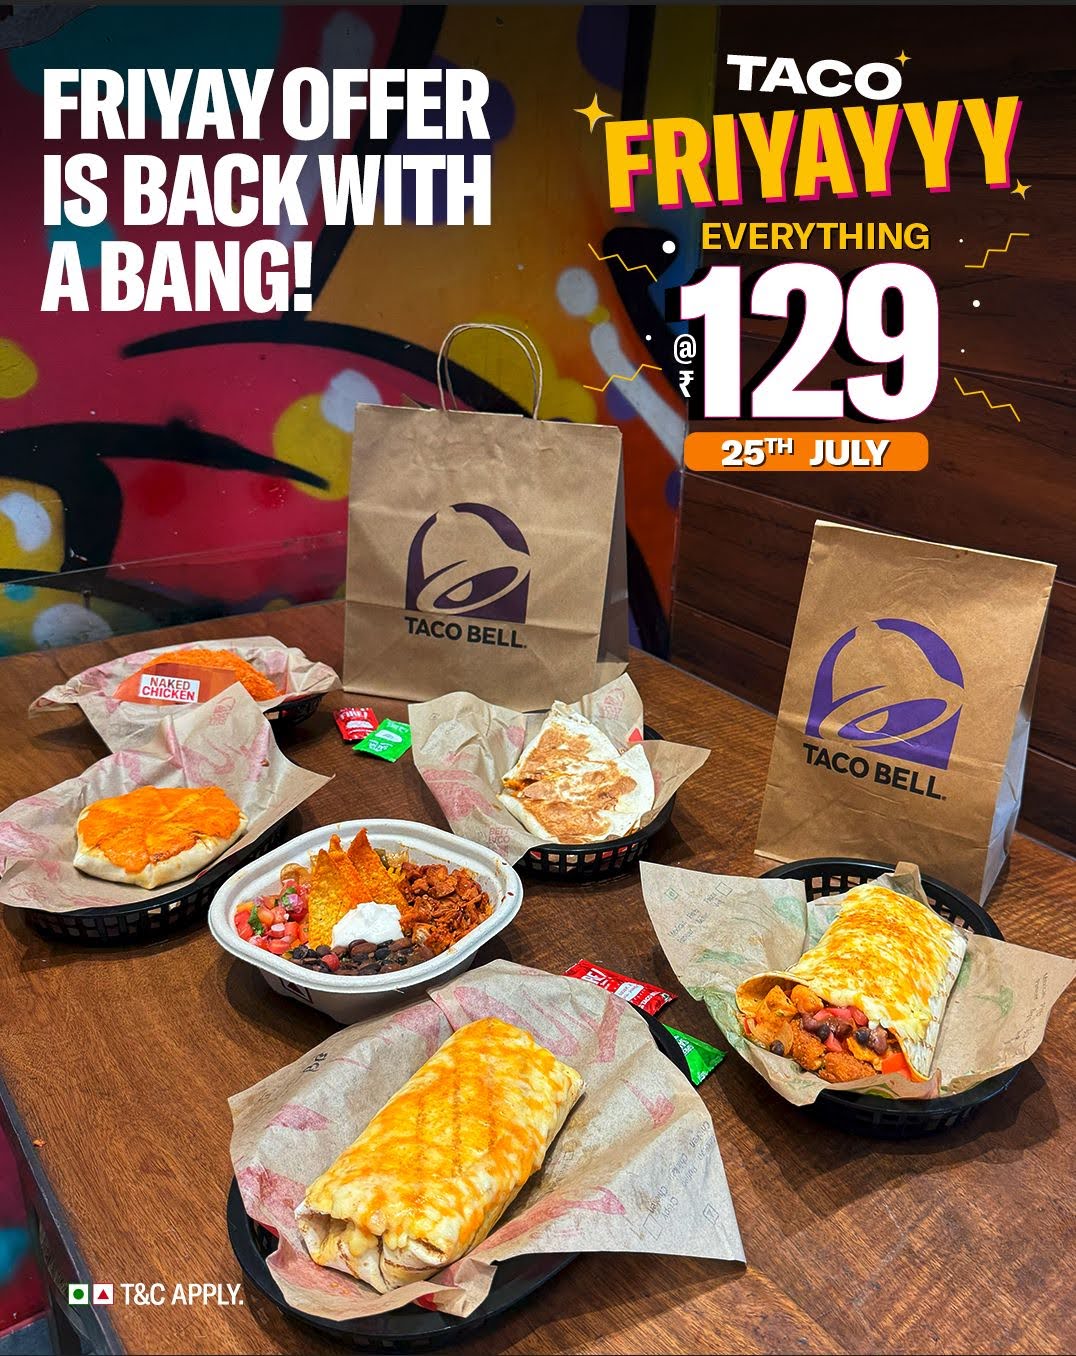 FRIYAY OFFER
IS BACK WITH
A BANG!
TACO
FRIYAYYY
EVERYTHING
@
₹
129
25TH JULY
TACO BELL
TACO BELL
NAKED
CHICKEN
FIRE!
T&C APPLY.